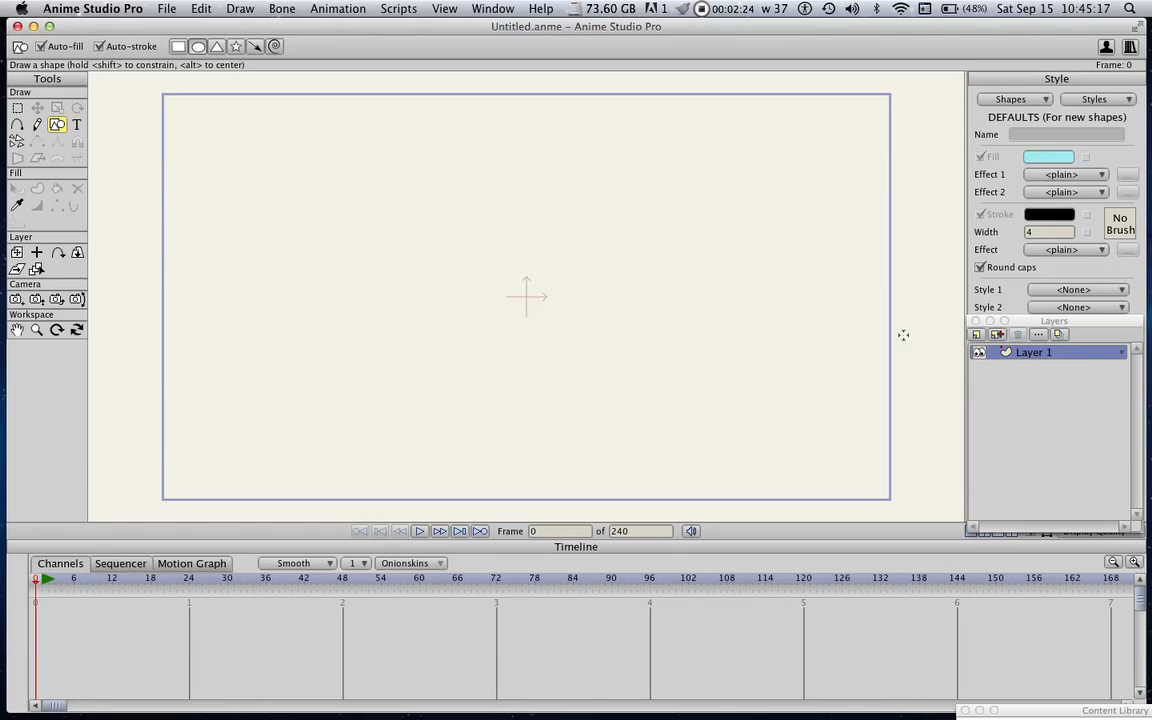 Anime Studio Pro File Edit Draw Bone Animation Scripts View Window Help 73.60 GB 1 00:02:24 w 37 (48%) Sat Sep 15 10:45:17
Untitled.anme - Anime Studio Pro
Auto-fill Auto-stroke
Draw a shape (hold <shift> to constrain, <alt> to center) Frame: 0
Tools
Draw
T
Fill
Layer
Camera
Workspace
Style
Shapes Styles
DEFAULTS (For new shapes)
Name
Fill
Effect 1 <plain> ...
Effect 2 <plain> ...
Stroke
No
Brush
Width 4
Effect <plain> ...
Round caps
Style 1 <None>
Style 2 <None>
Layers
Layer 1
Frame 0 of 240
Timeline
Channels Sequencer Motion Graph Smooth 1 Onionskins
0 6 12 18 24 30 36 42 48 54 60 66 72 78 84 90 96 102 108 114 120 126 132 138 144 150 156 162 168
0 1 2 3 4 5 6 7
Content Library